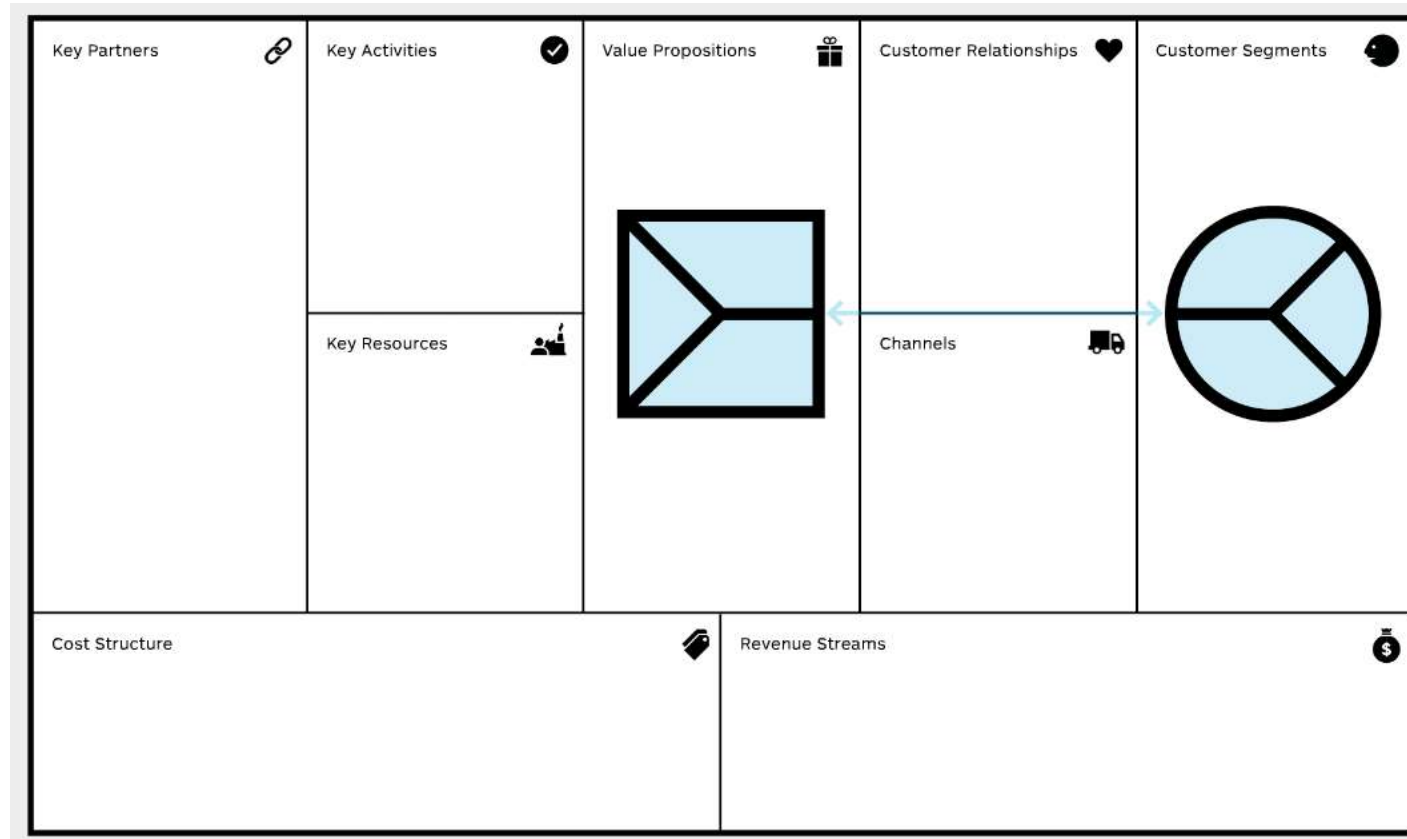 Key Partners
Key Activities
Value Propositions
Customer Relationships
Customer Segments
Key Resources
Channels
Cost Structure
Revenue Streams
$